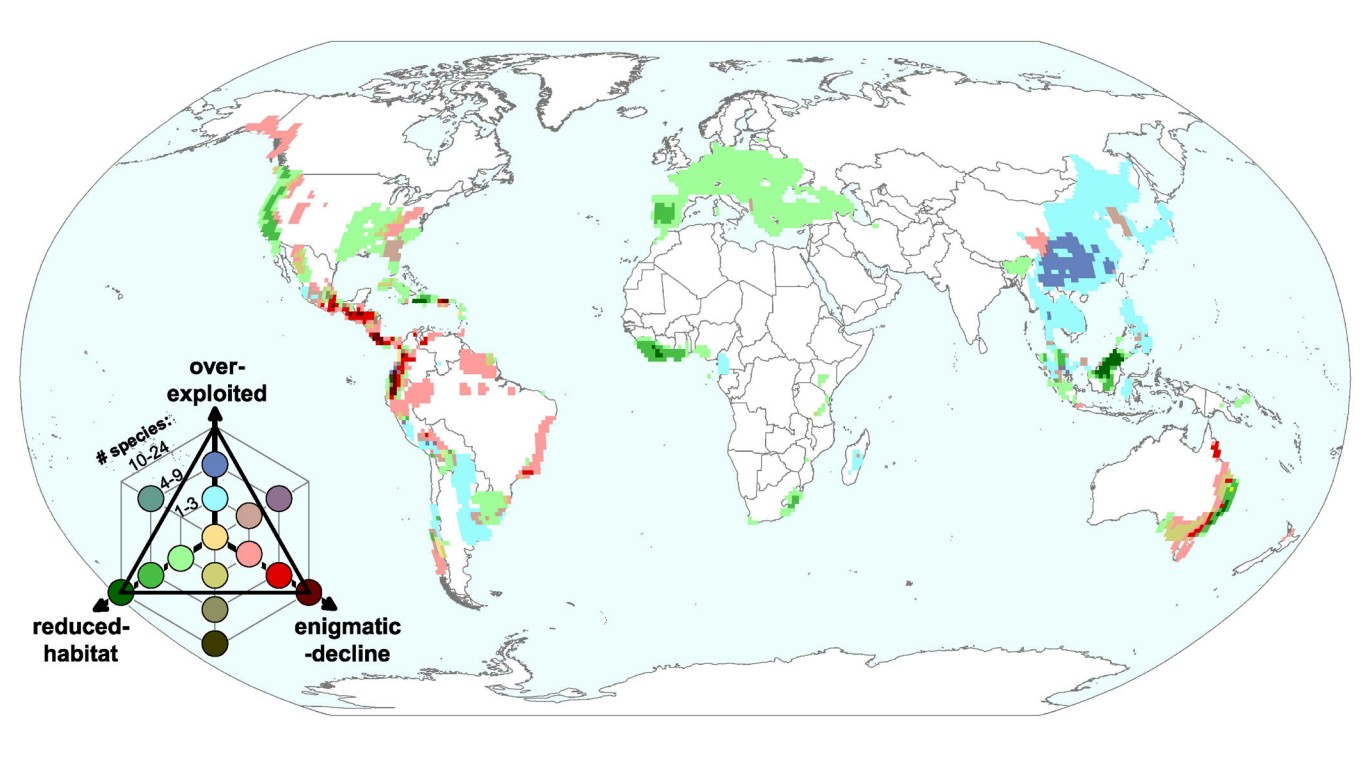 over-
exploited
# species:
10-24
4-9
1-3
reduced-
habitat
enigmatic
-decline